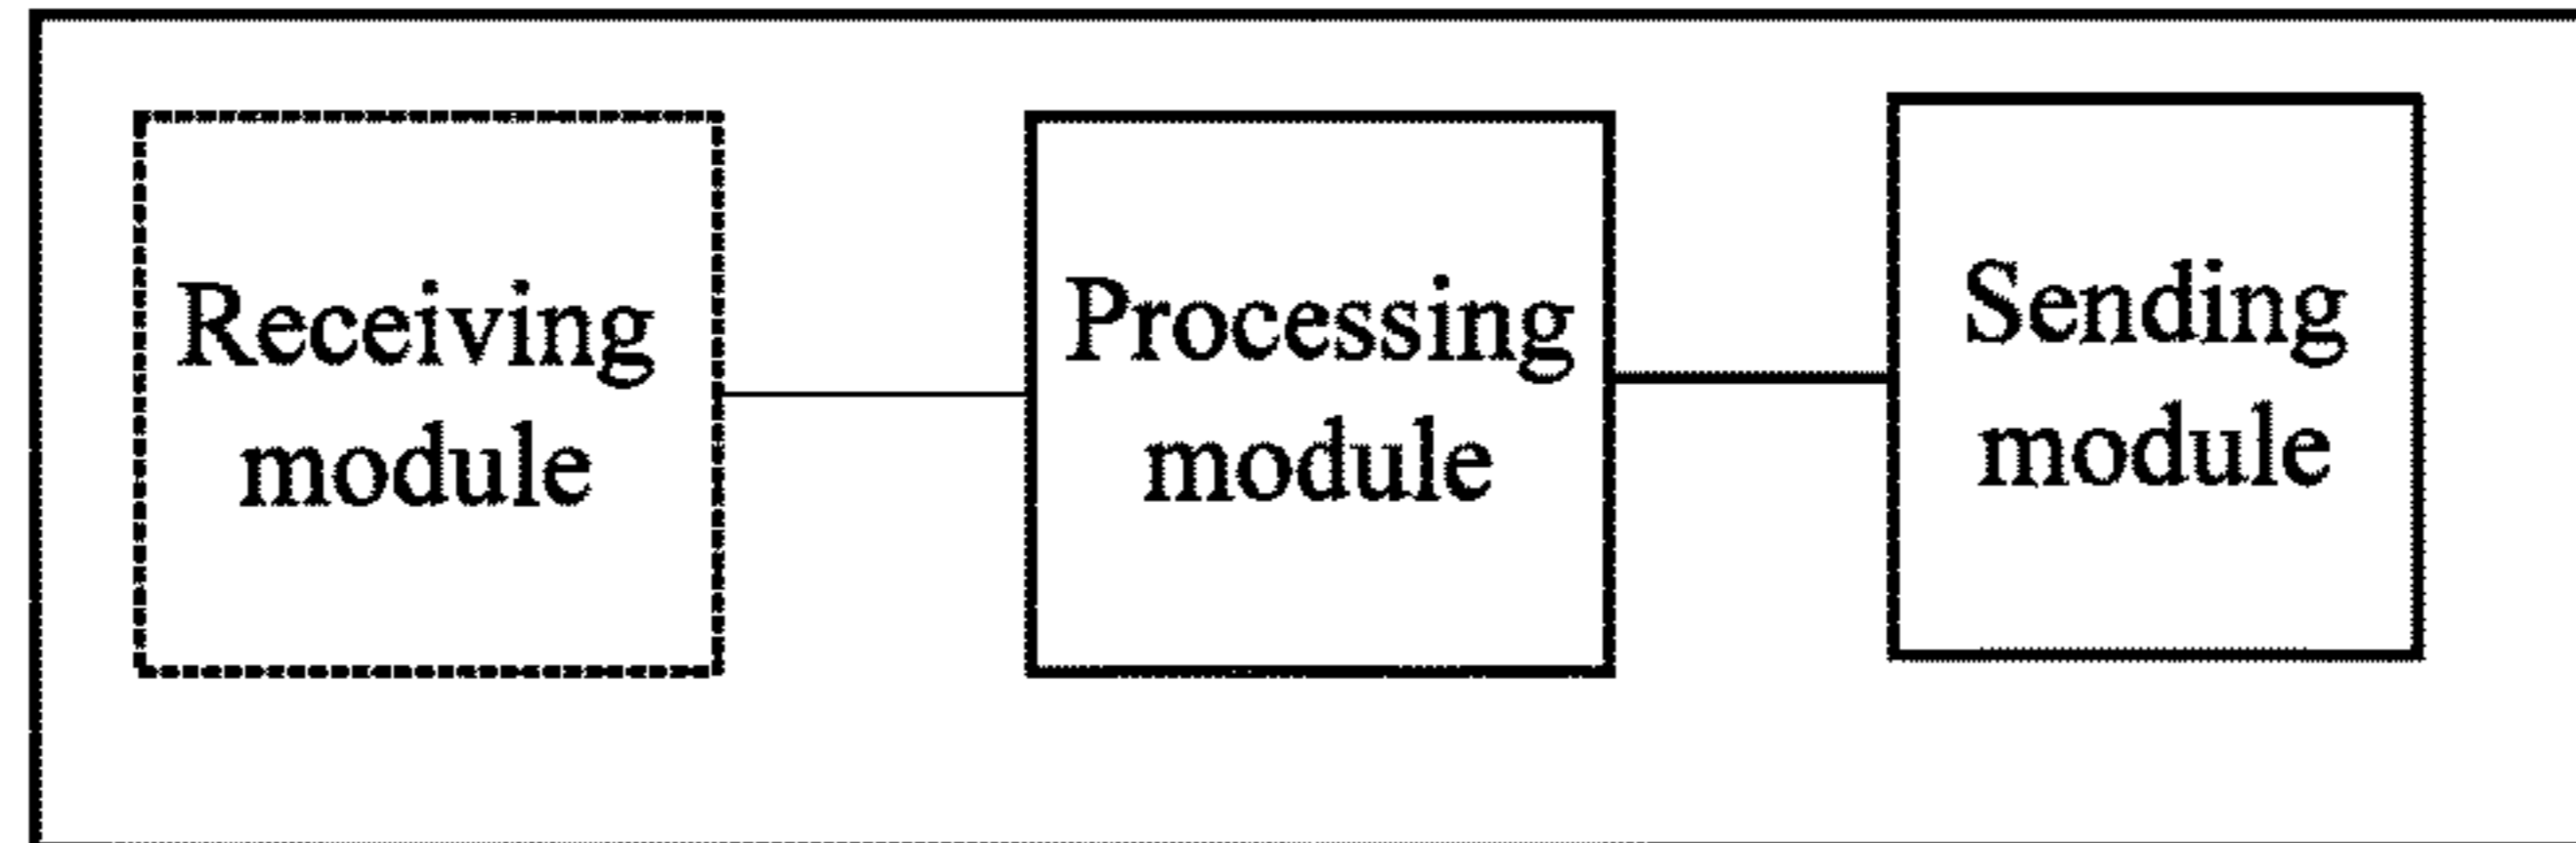 Receiving
module
Processing
module
Sending
module